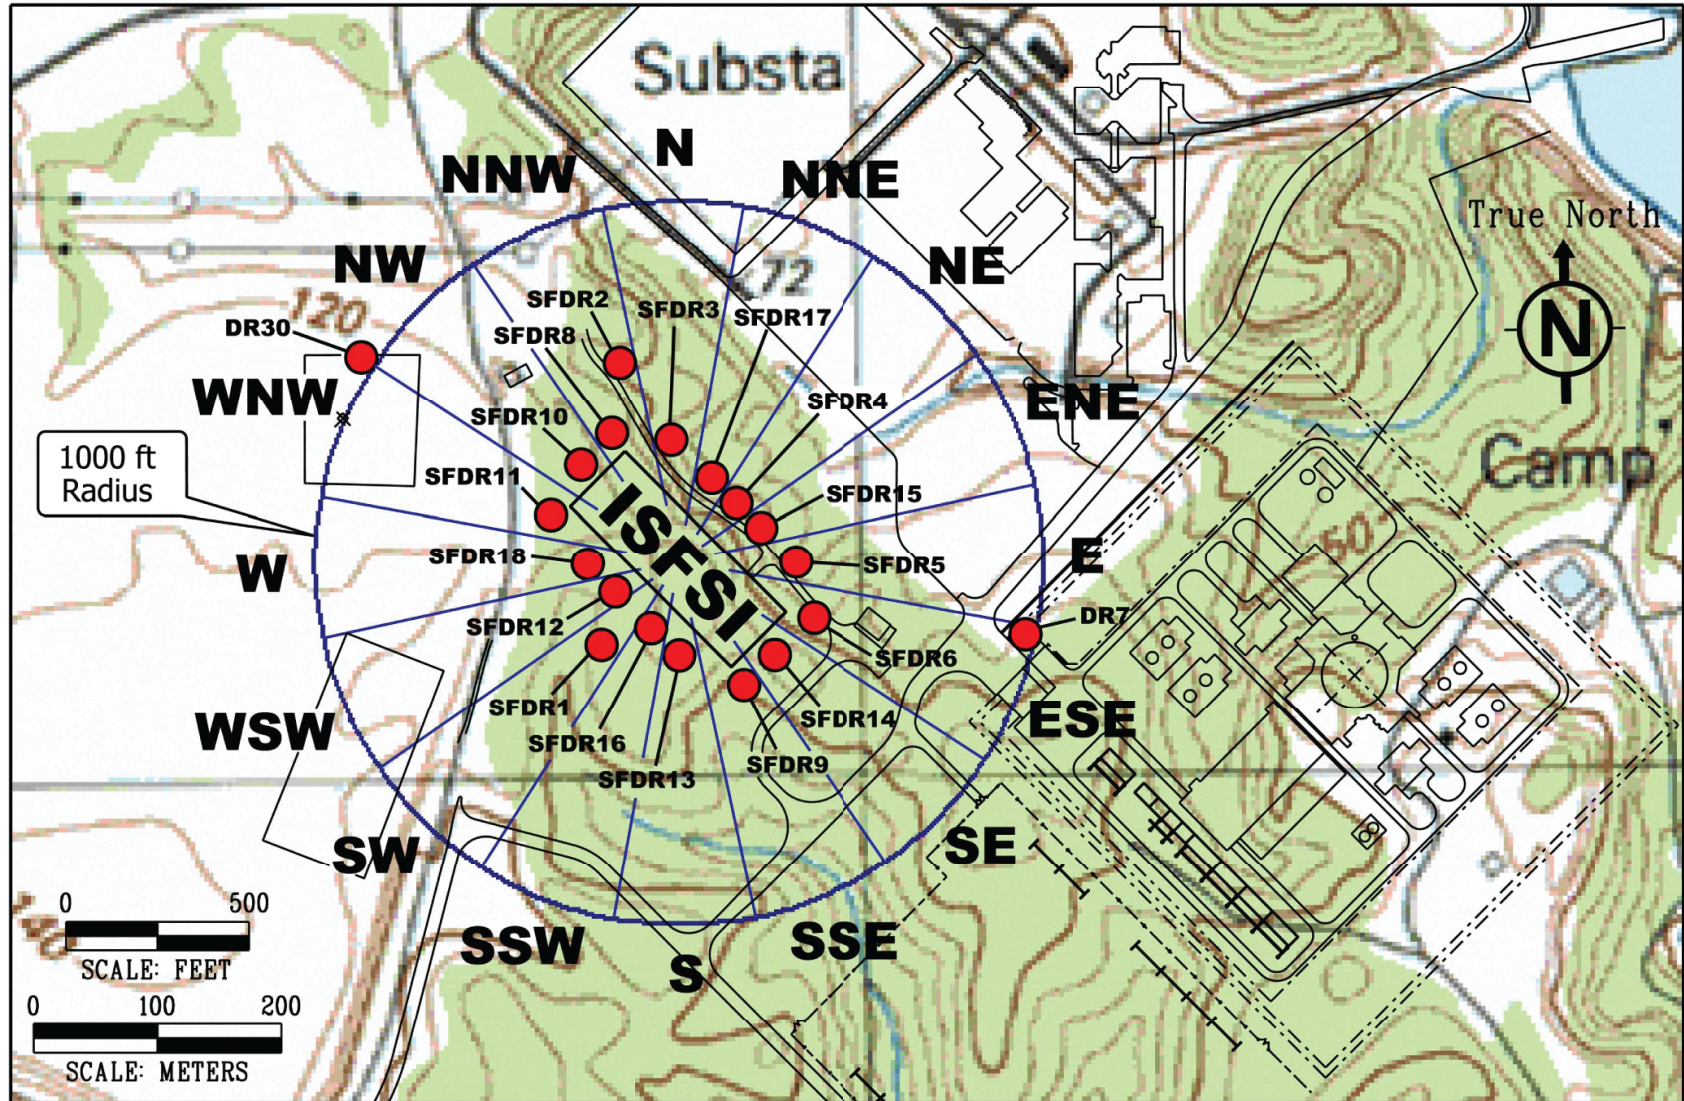 Substa
N
NNW
NNE
True North
NW
NE
72
N
SFDR2
SFDR3
SFDR17
120
DR30
SFDR8
WNW
ENE
SFDR4
SFDR10
Camp
1000 ft
Radius
SFDR11
SFDR15
ISFSI
60
W
SFDR18
SFDR5
E
SFDR12
DR7
SFDR6
SFDR1
SFDR14
ESE
WSW
SFDR16
SFDR9
SFDR13
SW
SE
0 500
SCALE: FEET
40
SSW
SSE
S
0 100 200
SCALE: METERS